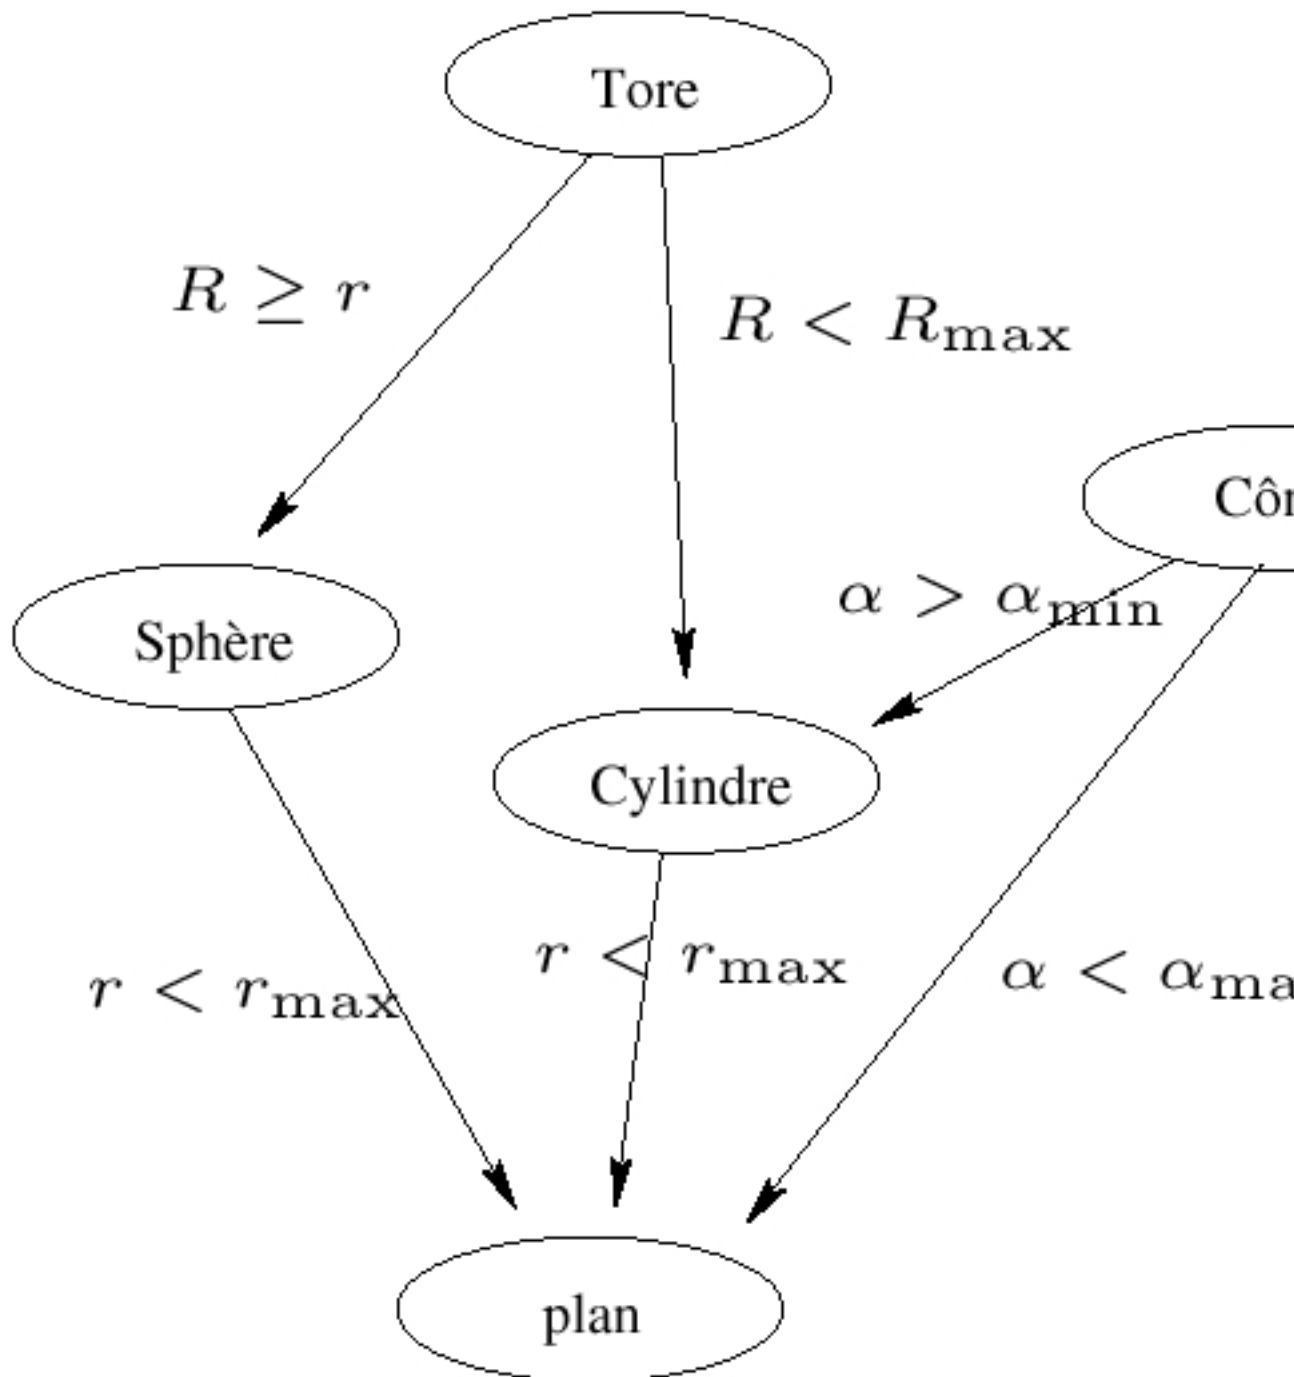 Tore
R ≥ r
R < R_max
Sphère
α > α_min
Cylindre
r < r_max
r < r_max
α <
plan